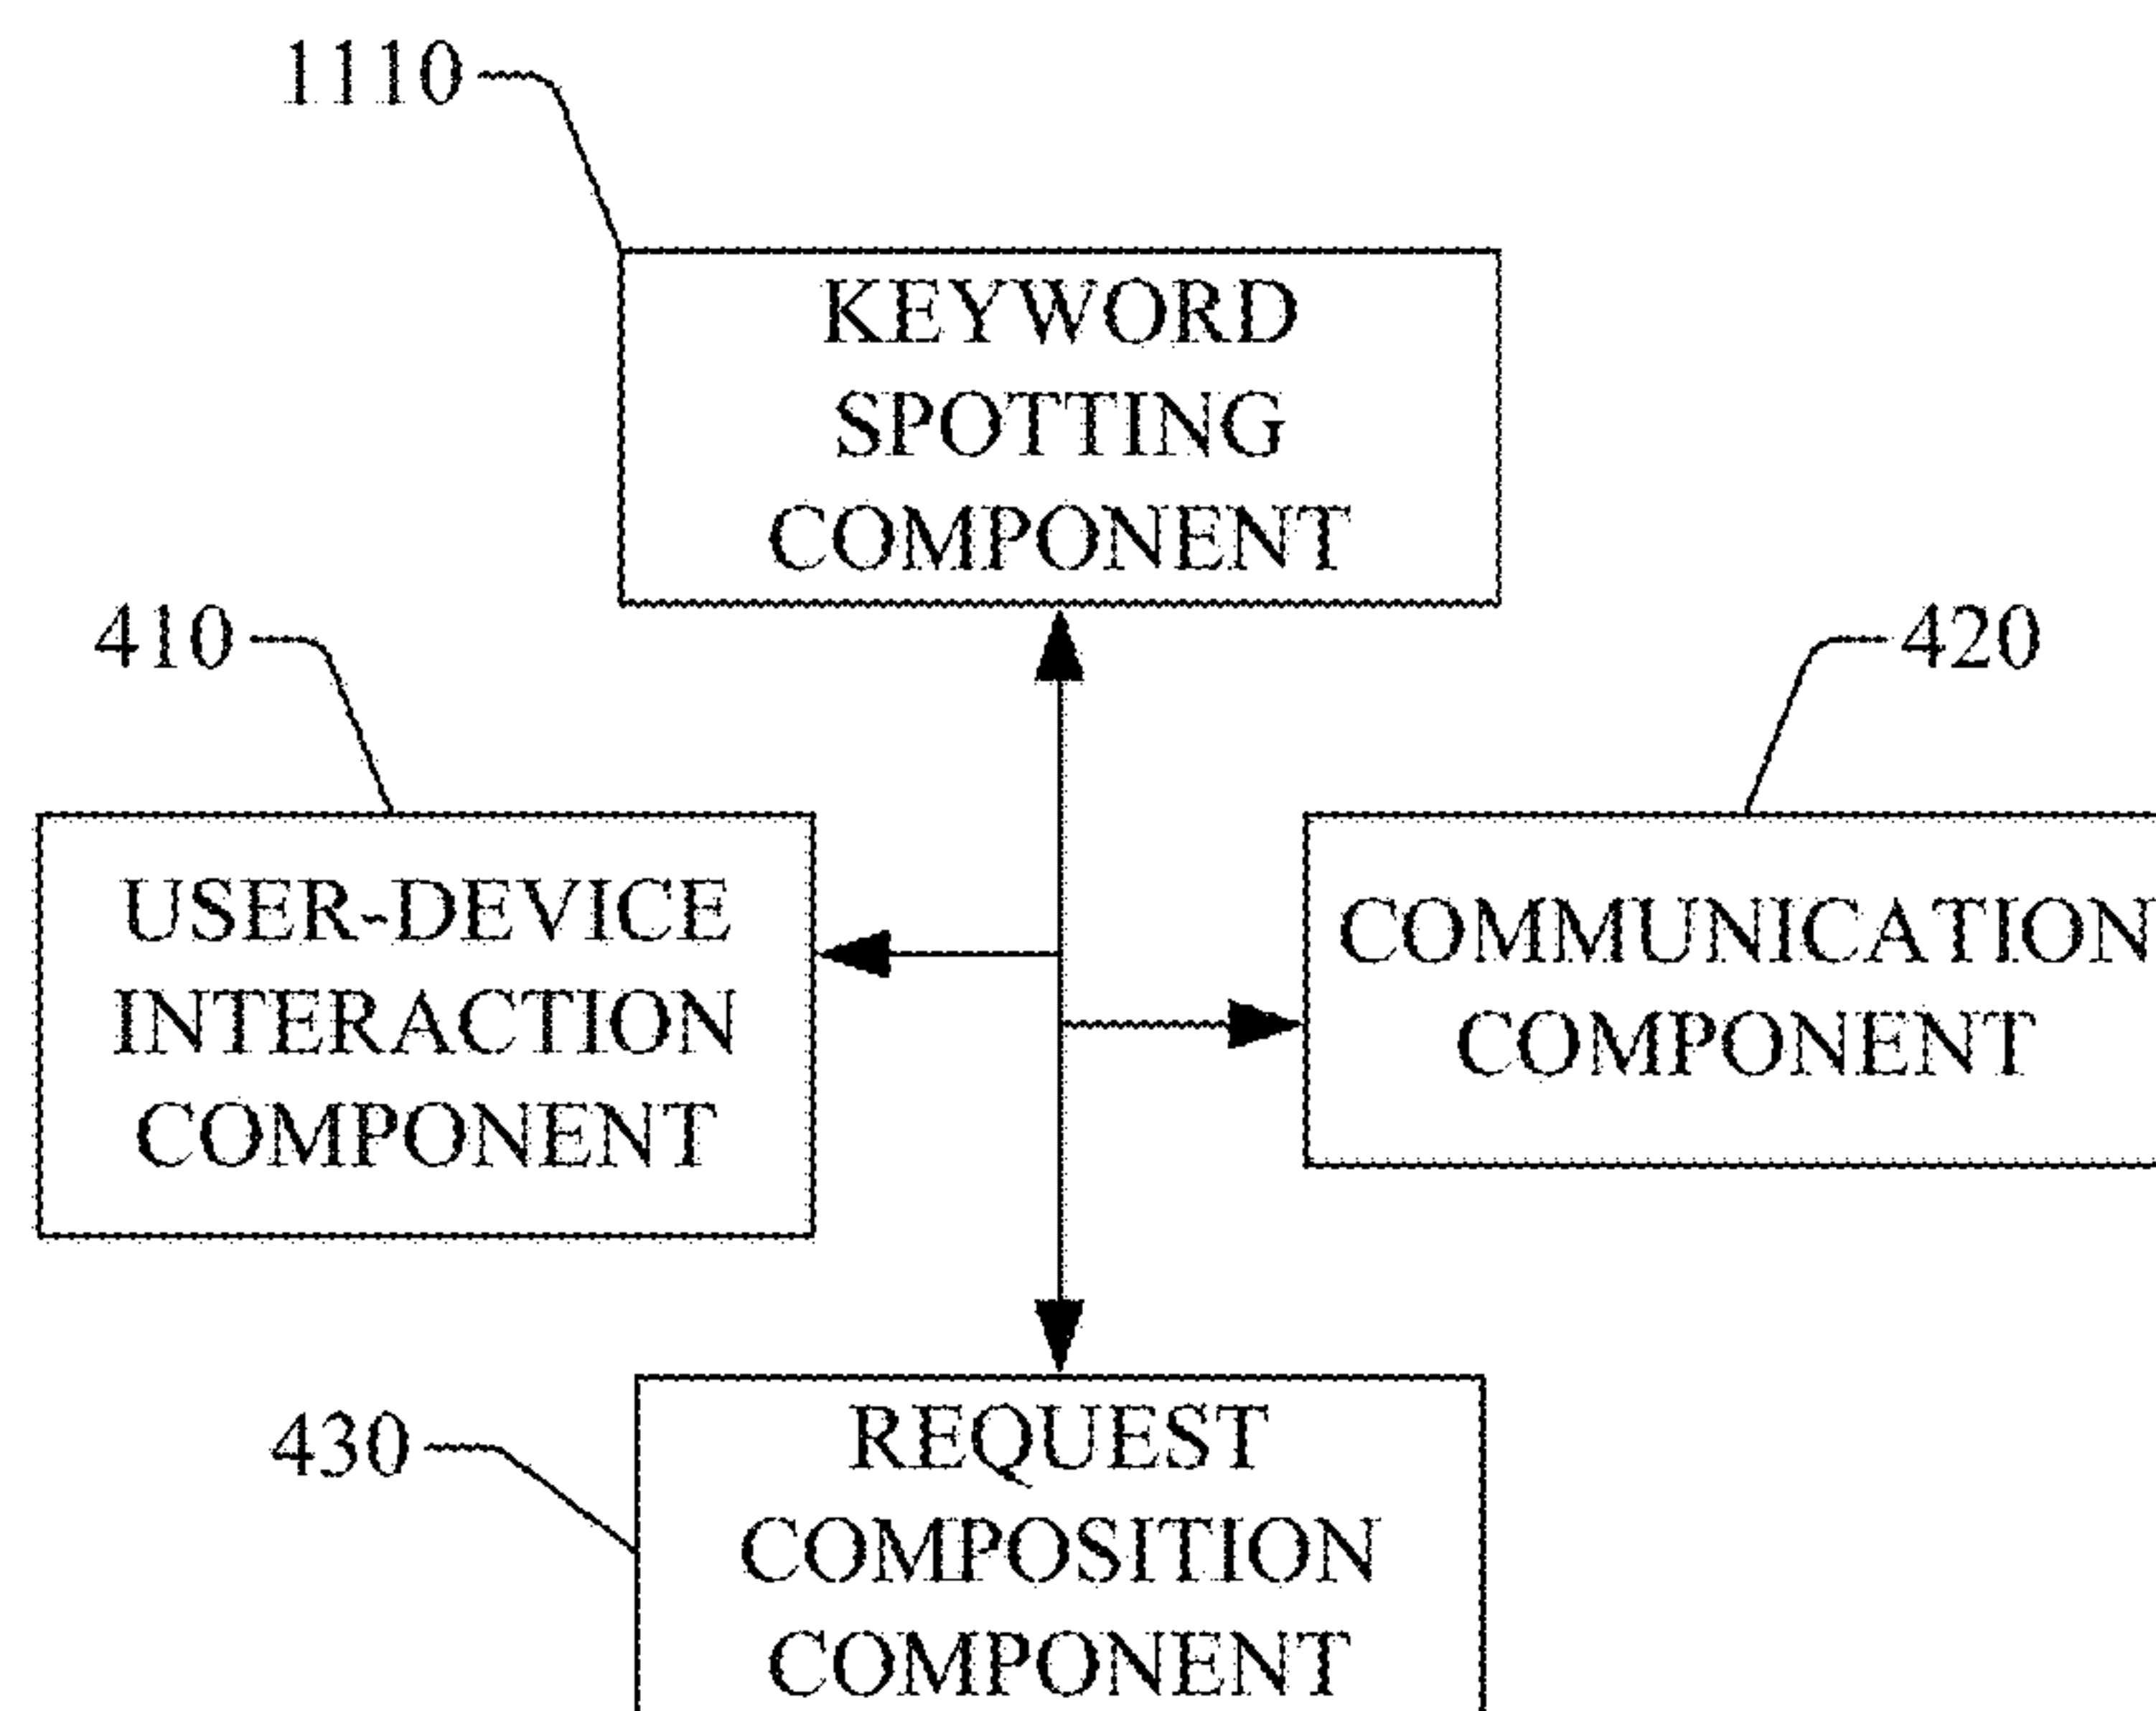 1110
KEYWORD
SPOTTING
COMPONENT
410
420
USER-DEVICE
INTERACTION
COMPONENT
COMMUNICATION
COMPONENT
430
REQUEST
COMPOSITION
COMPONENT